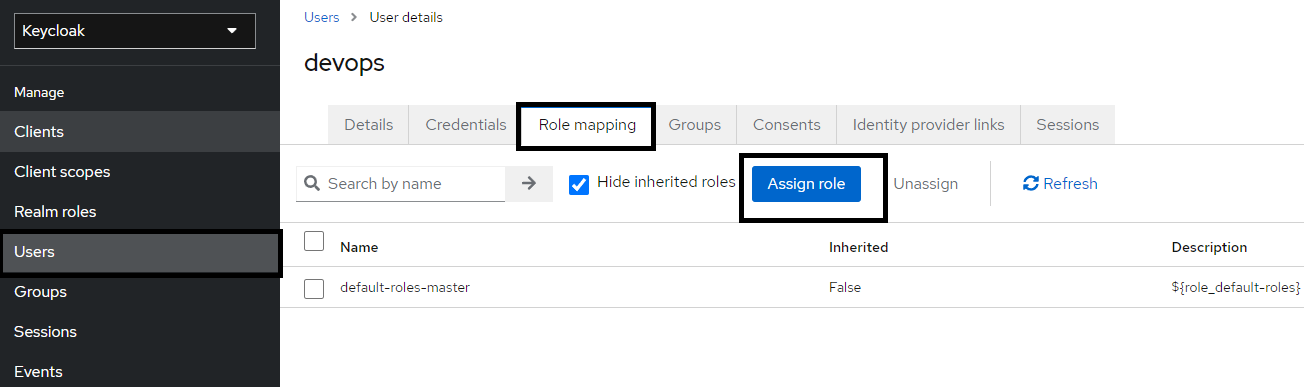 Keycloak
Manage
Clients
Client scopes
Realm roles
Users
Groups
Sessions
Events
Users > User details
devops
Details Credentials Role mapping Groups Consents Identity provider links Sessions
Search by name Hide inherited roles Assign role Unassign Refresh
Name Inherited Description
default-roles-master False ${role_default-roles}